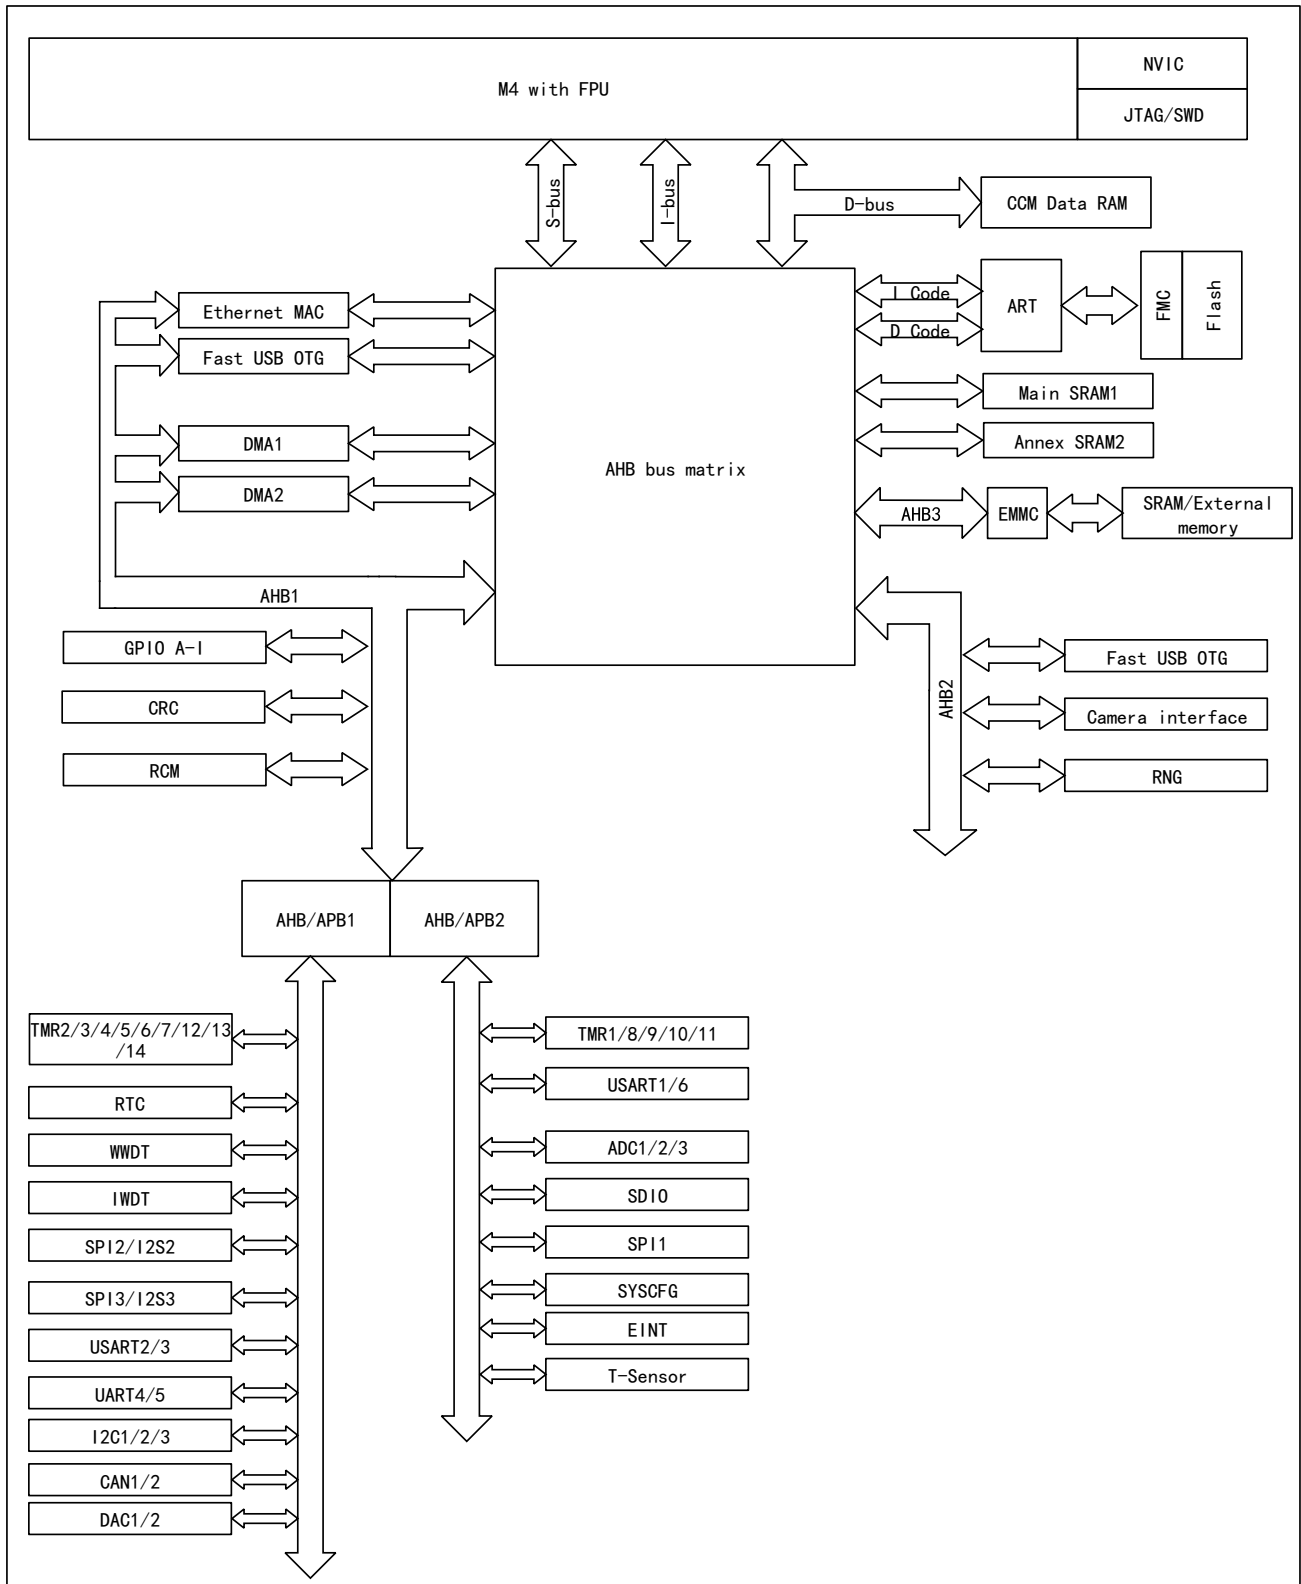 M4 with FPU
NVIC
JTAG/SWD
S-bus
I-bus
D-bus
CCM Data RAM
Ethernet MAC
Fast USB OTG
DMA1
DMA2
AHB bus matrix
I Code
D Code
ART
FMC
Flash
Main SRAM1
Annex SRAM2
AHB3
EMMC
SRAM/External
memory
AHB1
GPIO A-I
CRC
RCM
AHB2
Fast USB OTG
Camera interface
RNG
AHB/APB1
AHB/APB2
TMR2/3/4/5/6/7/12/13
/14
RTC
WWDT
IWDT
SPI2/I2S2
SPI3/I2S3
USART2/3
UART4/5
I2C1/2/3
CAN1/2
DAC1/2
TMR1/8/9/10/11
USART1/6
ADC1/2/3
SDIO
SPI1
SYSCFG
EINT
T-Sensor